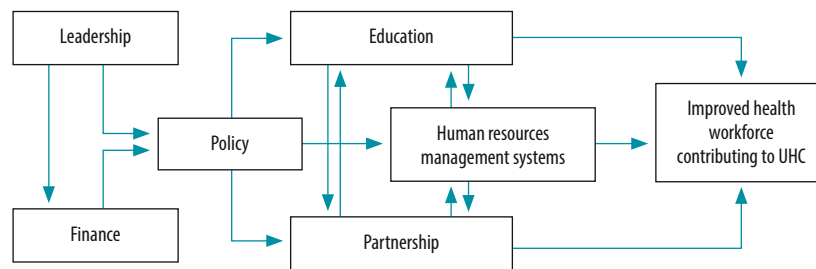 Leadership
Education
Policy
Human resources
management systems
Improved health
workforce
contributing to UHC
Finance
Partnership